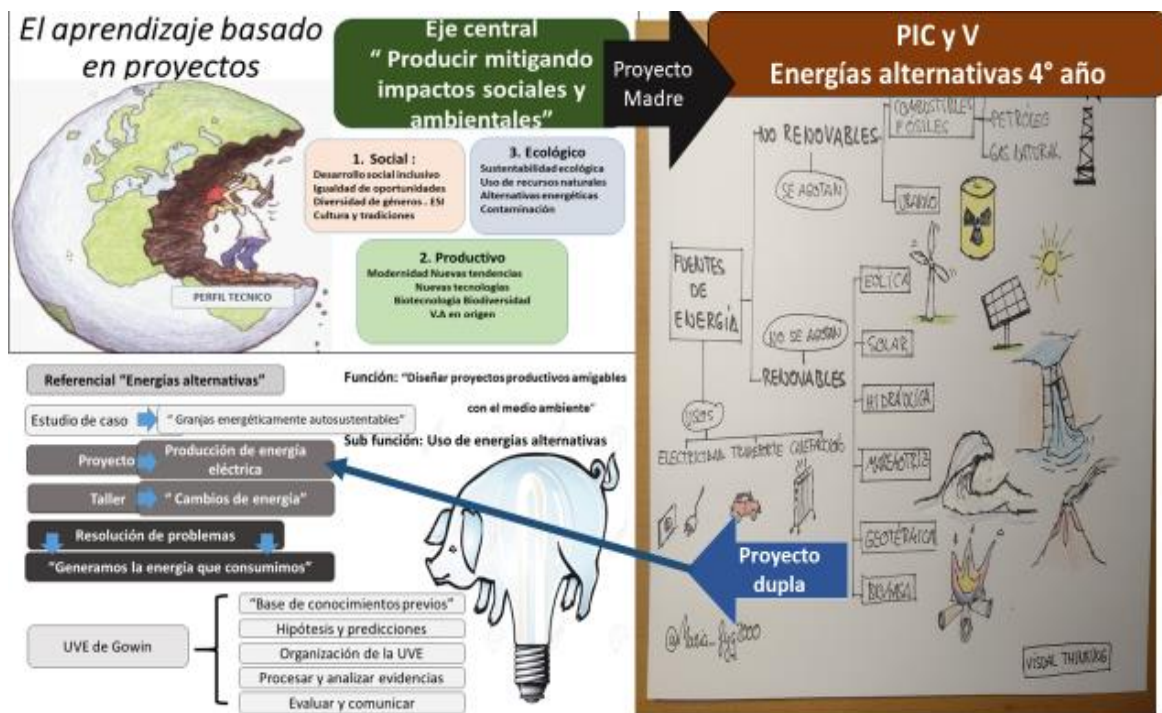 El aprendizaje basado
en proyectos
PERFIL TECNICO
Eje central
“ Producir mitigando
impactos sociales y
ambientales”
1. Social :
Desarrollo social inclusivo
Igualdad de oportunidades
Diversidad de géneros . ESI
Cultura y tradiciones
3. Ecológico
Sustentabilidad ecológica
Uso de recursos naturales
Alternativas energéticas
Contaminación
2. Productivo
Modernidad Nuevas tendencias
Nuevas tecnologías
Biotecnología Biodiversidad
V.A en origen
Proyecto
Madre
PIC y V
Energías alternativas 4° año
COMBUSTIBLES
FÓSILES
PETRÓLEO
GAS NATURAL
NO RENOVABLES
SE AGOTAN
URANIO
FUENTES
DE
ENERGÍA
NO SE AGOTAN
RENOVABLES
EÓLICA
SOLAR
HIDRÁULICA
MAREMOTRIZ
GEOTÉRMICA
BIOMASA
USOS
ELECTRICIDAD TRANSPORTE CALEFACCIÓN
Proyecto
dupla
VISUAL THINKING
Referencial “Energías alternativas”
Estudio de caso
“ Granjas energéticamente autosustentables”
Proyecto
Producción de energía
eléctrica
Taller
“ Cambios de energía”
Resolución de problemas
“Generamos la energía que consumimos”
Función: “Diseñar proyectos productivos amigables
con el medio ambiente”
Sub función: Uso de energías alternativas
UVE de Gowin
“Base de conocimientos previos”
Hipótesis y predicciones
Organización de la UVE
Procesar y analizar evidencias
Evaluar y comunicar